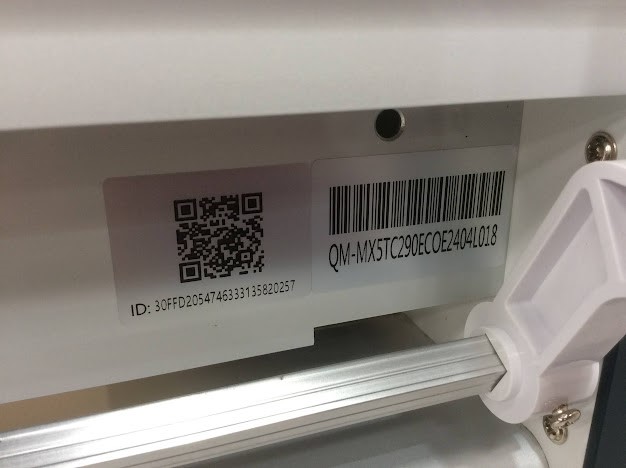 ID: 30FFD2054746333135820257
QM-MX5TC290ECOE2404L018